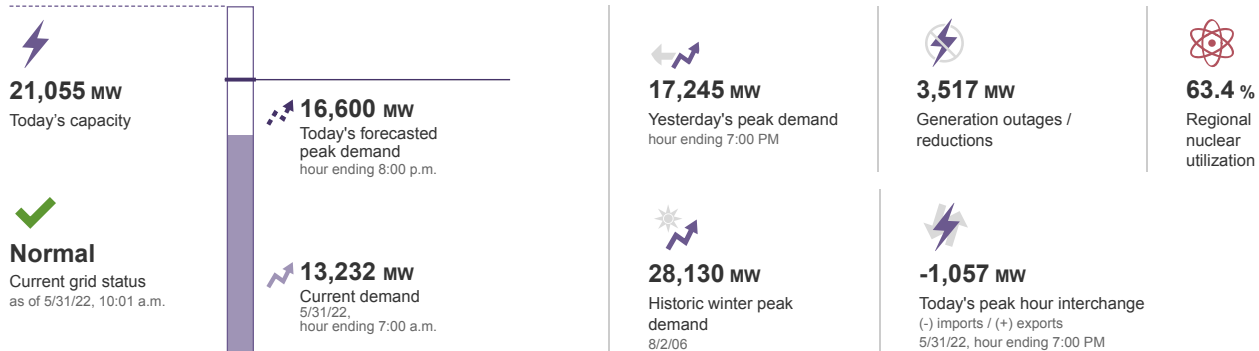 21,055 MW
Today's capacity
Normal
Current grid status
as of 5/31/22, 10:01 a.m.
16,600 MW
Today's forecasted
peak demand
hour ending 8:00 p.m.
13,232 MW
Current demand
5/31/22,
hour ending 7:00 a.m.
17,245 MW
Yesterday's peak demand
hour ending 7:00 PM
3,517 MW
Generation outages /
reductions
63.4 %
Regional
nuclear
utilization
28,130 MW
Historic winter peak
demand
8/2/06
-1,057 MW
Today's peak hour interchange
(-) imports / (+) exports
5/31/22, hour ending 7:00 PM